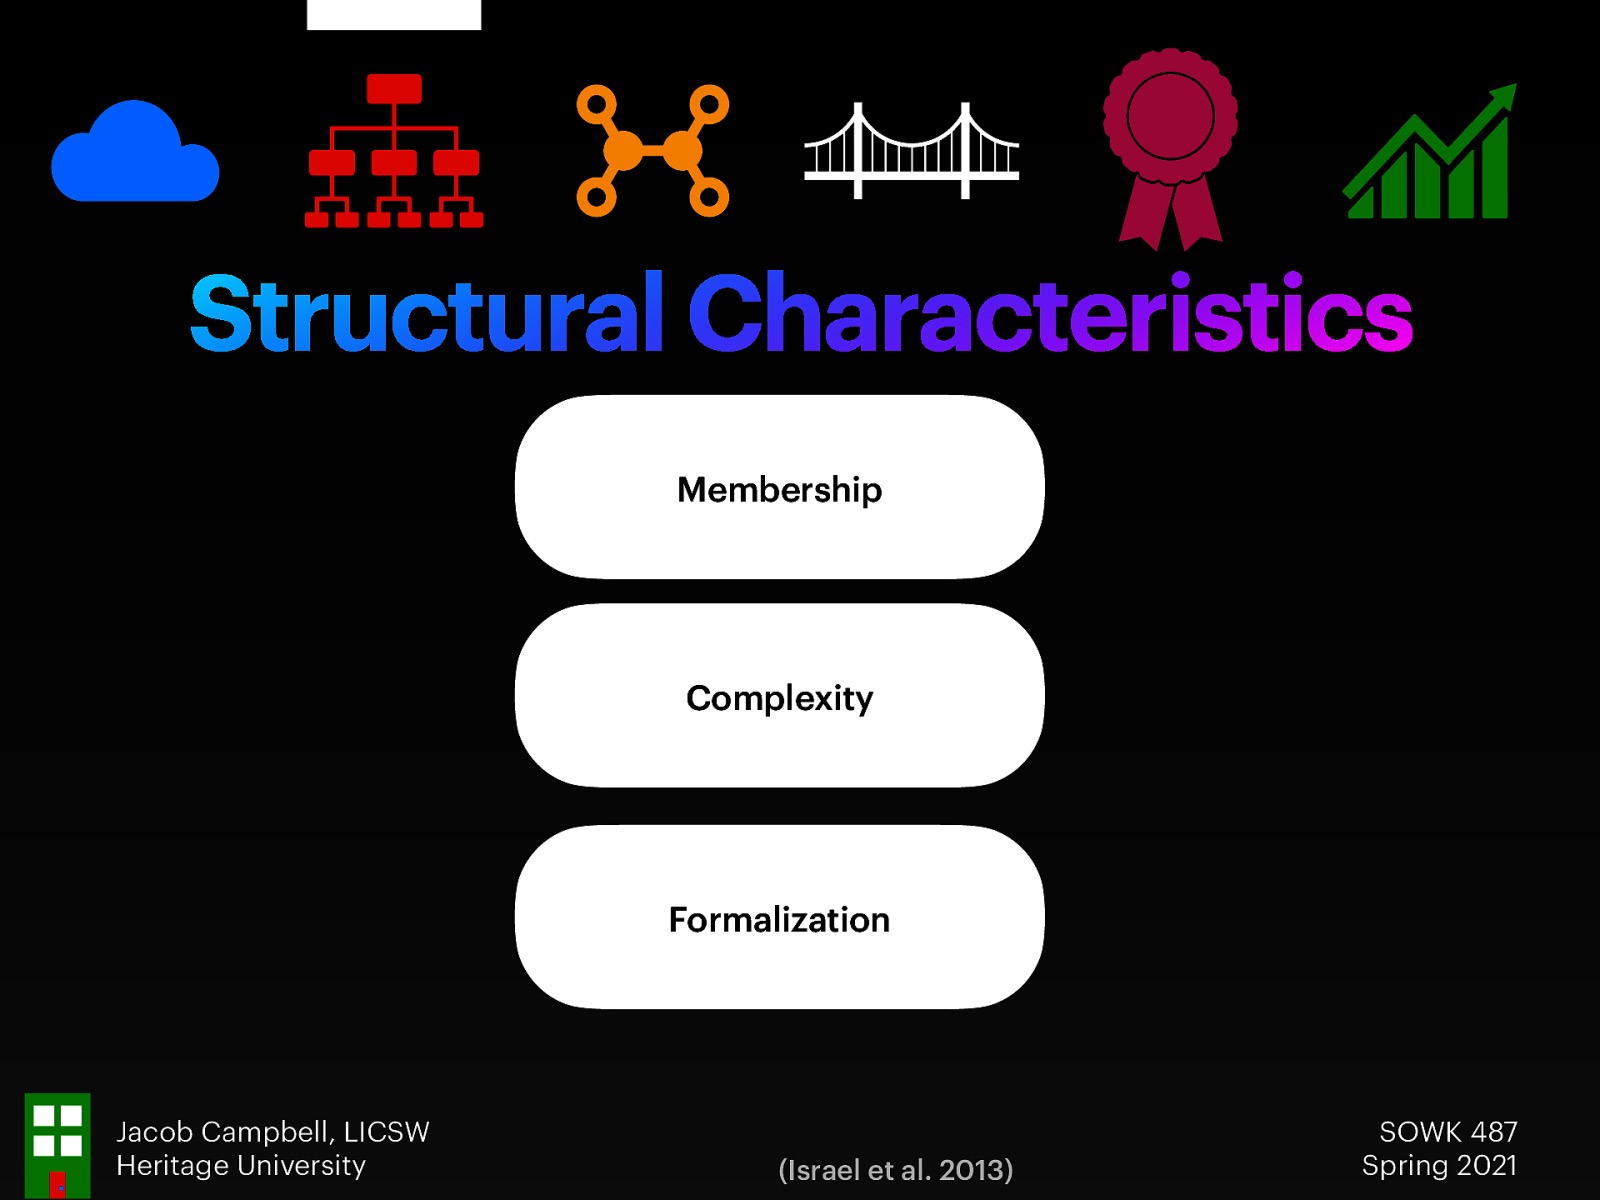 Structural Characteristics
Membership
Complexity
Formalization
Jacob Campbell, LICSW
Heritage University
(Israel et al. 2013)
SOWK 487
Spring 2021